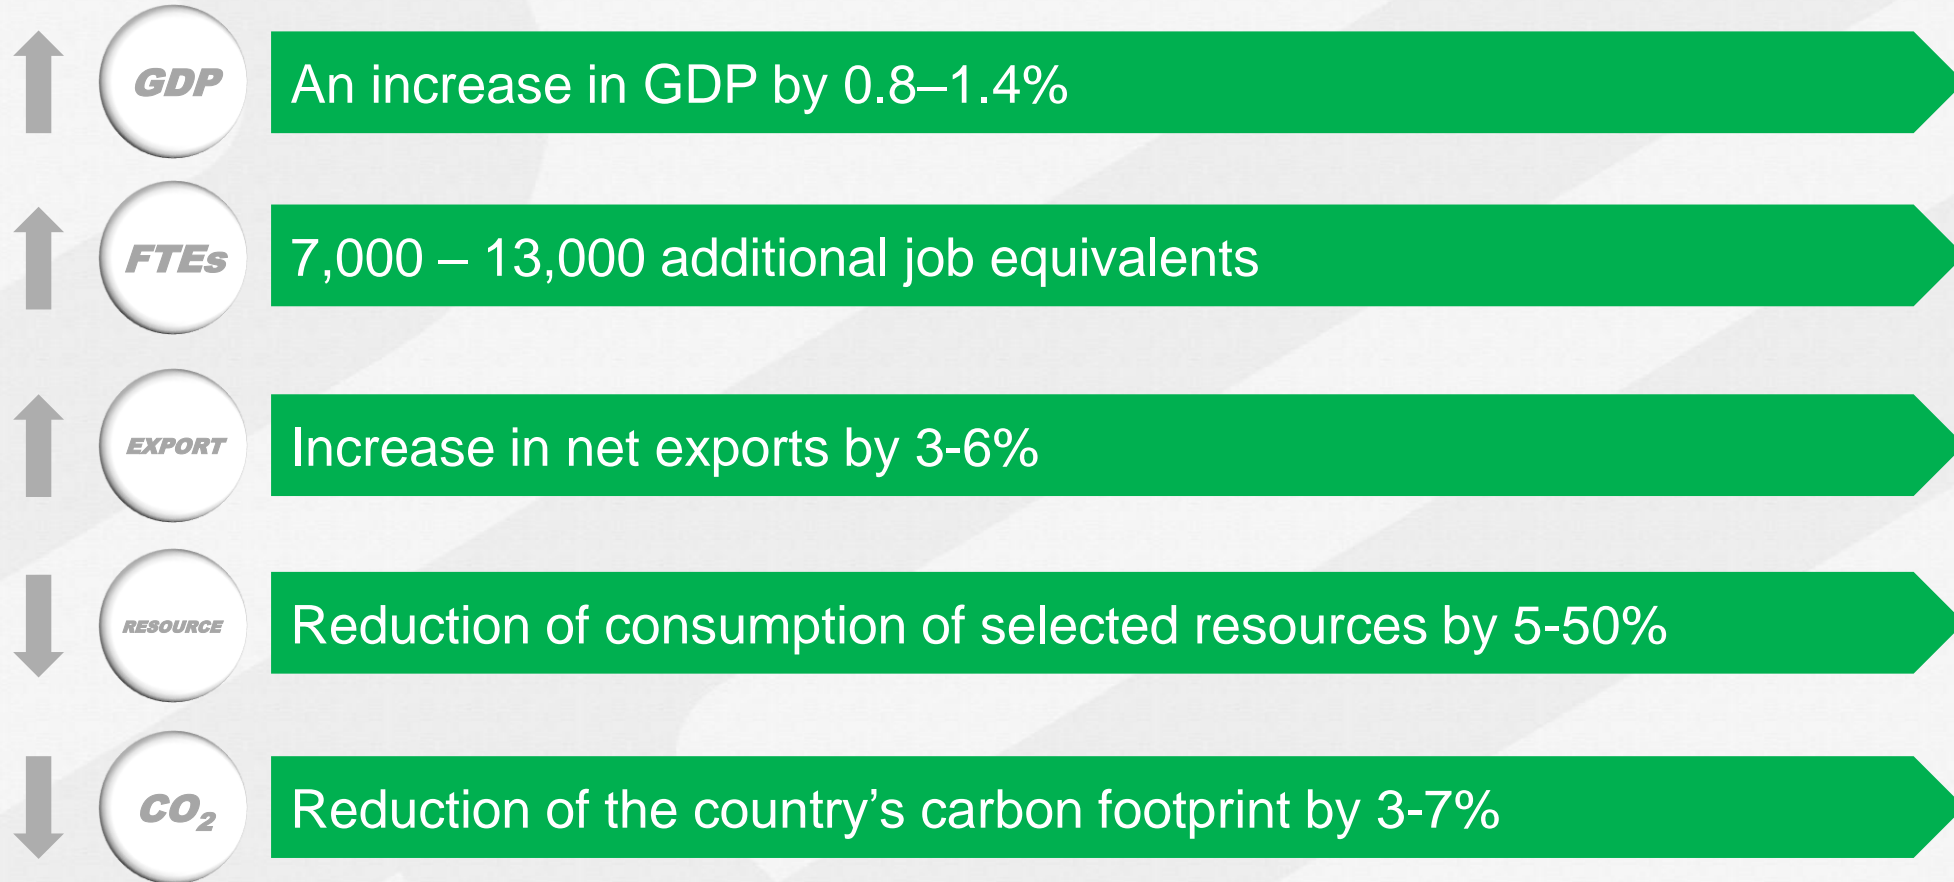 GDP
An increase in GDP by 0.8–1.4%
FTEs
7,000 – 13,000 additional job equivalents
EXPORT
Increase in net exports by 3-6%
RESOURCE
Reduction of consumption of selected resources by 5-50%
CO₂
Reduction of the country’s carbon footprint by 3-7%